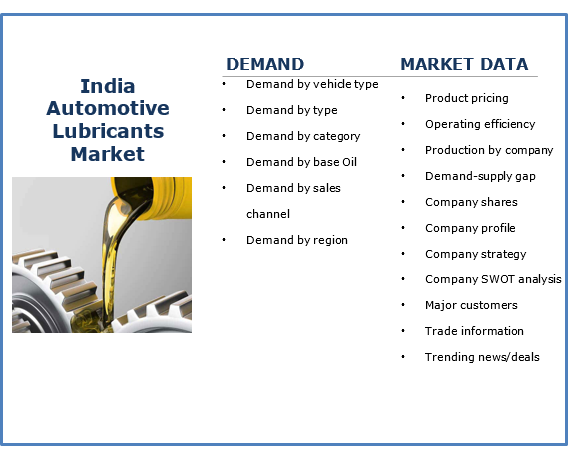 India
Automotive
Lubricants
Market
DEMAND
• Demand by vehicle type
• Demand by type
• Demand by category
• Demand by base Oil
• Demand by sales
channel
• Demand by region
MARKET DATA
• Product pricing
• Operating efficiency
• Production by company
• Demand-supply gap
• Company shares
• Company profile
• Company strategy
• Company SWOT analysis
• Major customers
• Trade information
• Trending news/deals